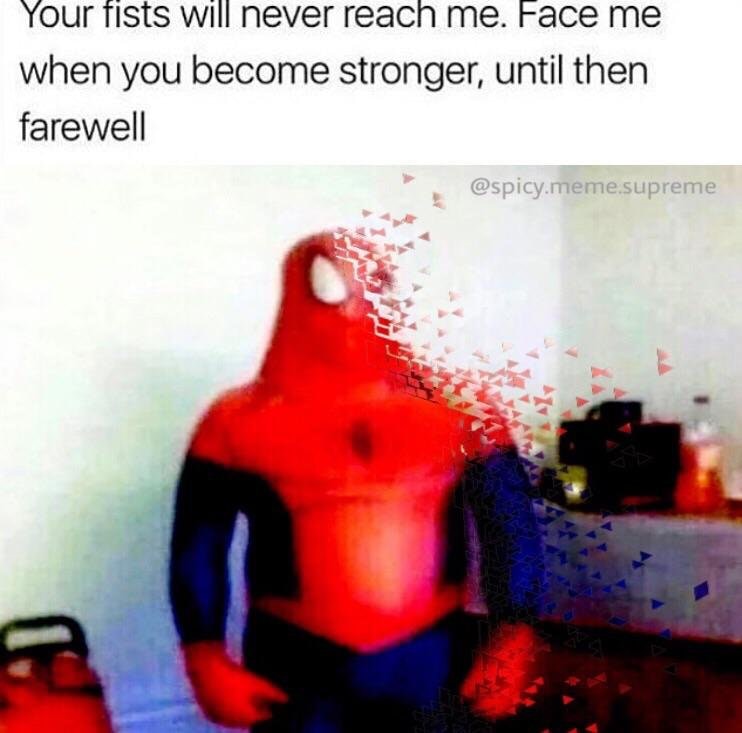 Your fists will never reach me. Face me
when you become stronger, until then
farewell
@spicy.meme.supreme